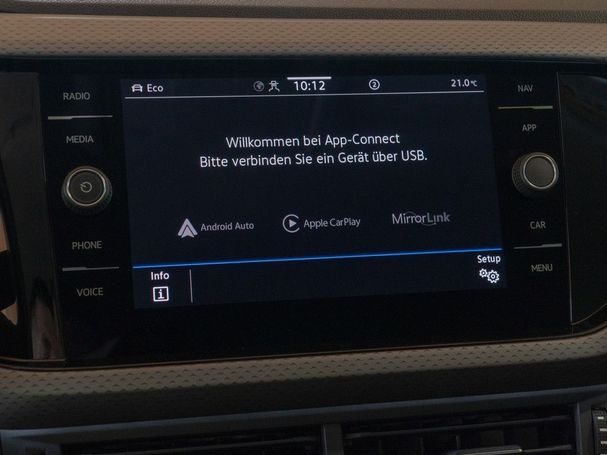 RADIO
MEDIA
PHONE
VOICE
Eco
10:12
2
21.0°C
Willkommen bei App-Connect
Bitte verbinden Sie ein Gerät über USB.
Android Auto
Apple CarPlay
MirrorLink
Info
i
Setup
NAV
APP
CAR
MENU